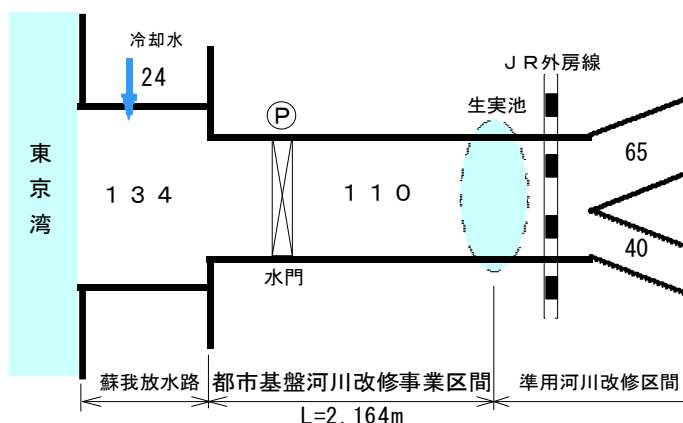 冷却水
24
JR外房線
Ⓟ
生実池
東京湾
134
110
65
40
水門
蘇我放水路
都市基盤河川改修事業区間
準用河川改修区間
L=2.164m